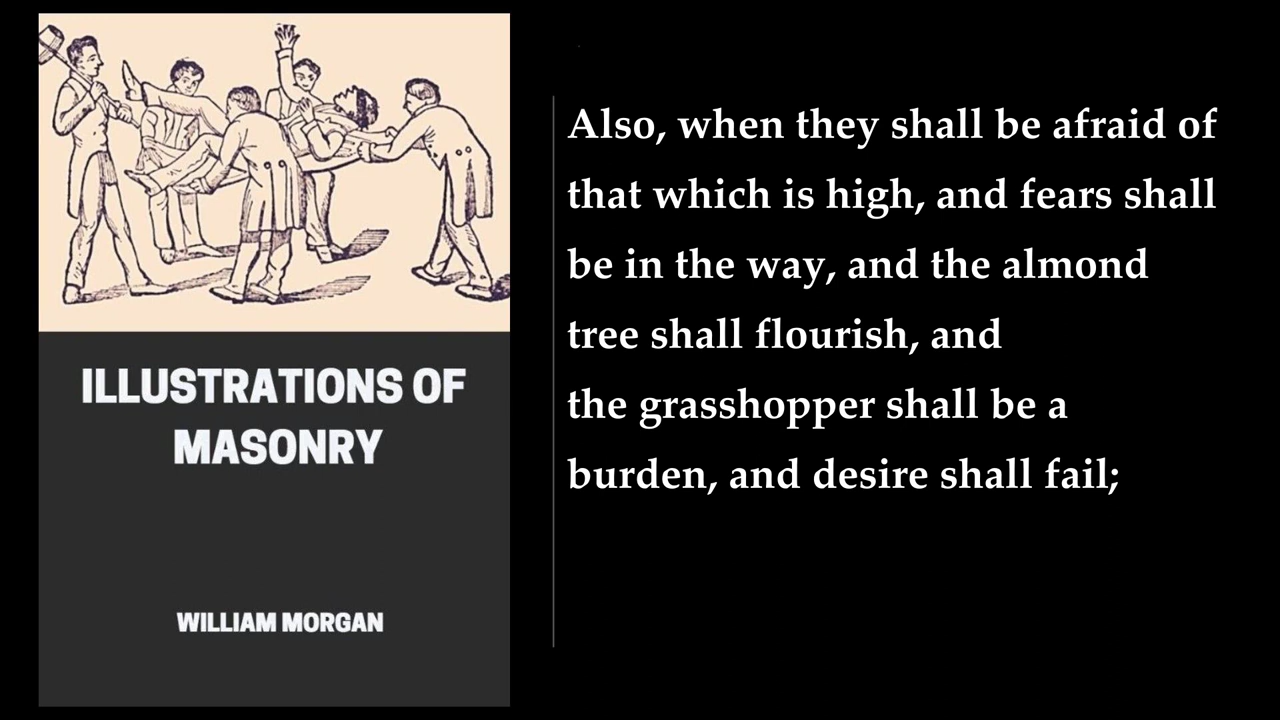 ILLUSTRATIONS OF
MASONRY
WILLIAM MORGAN
Also, when they shall be afraid of
that which is high, and fears shall
be in the way, and the almond
tree shall flourish, and
the grasshopper shall be a
burden, and desire shall fail;